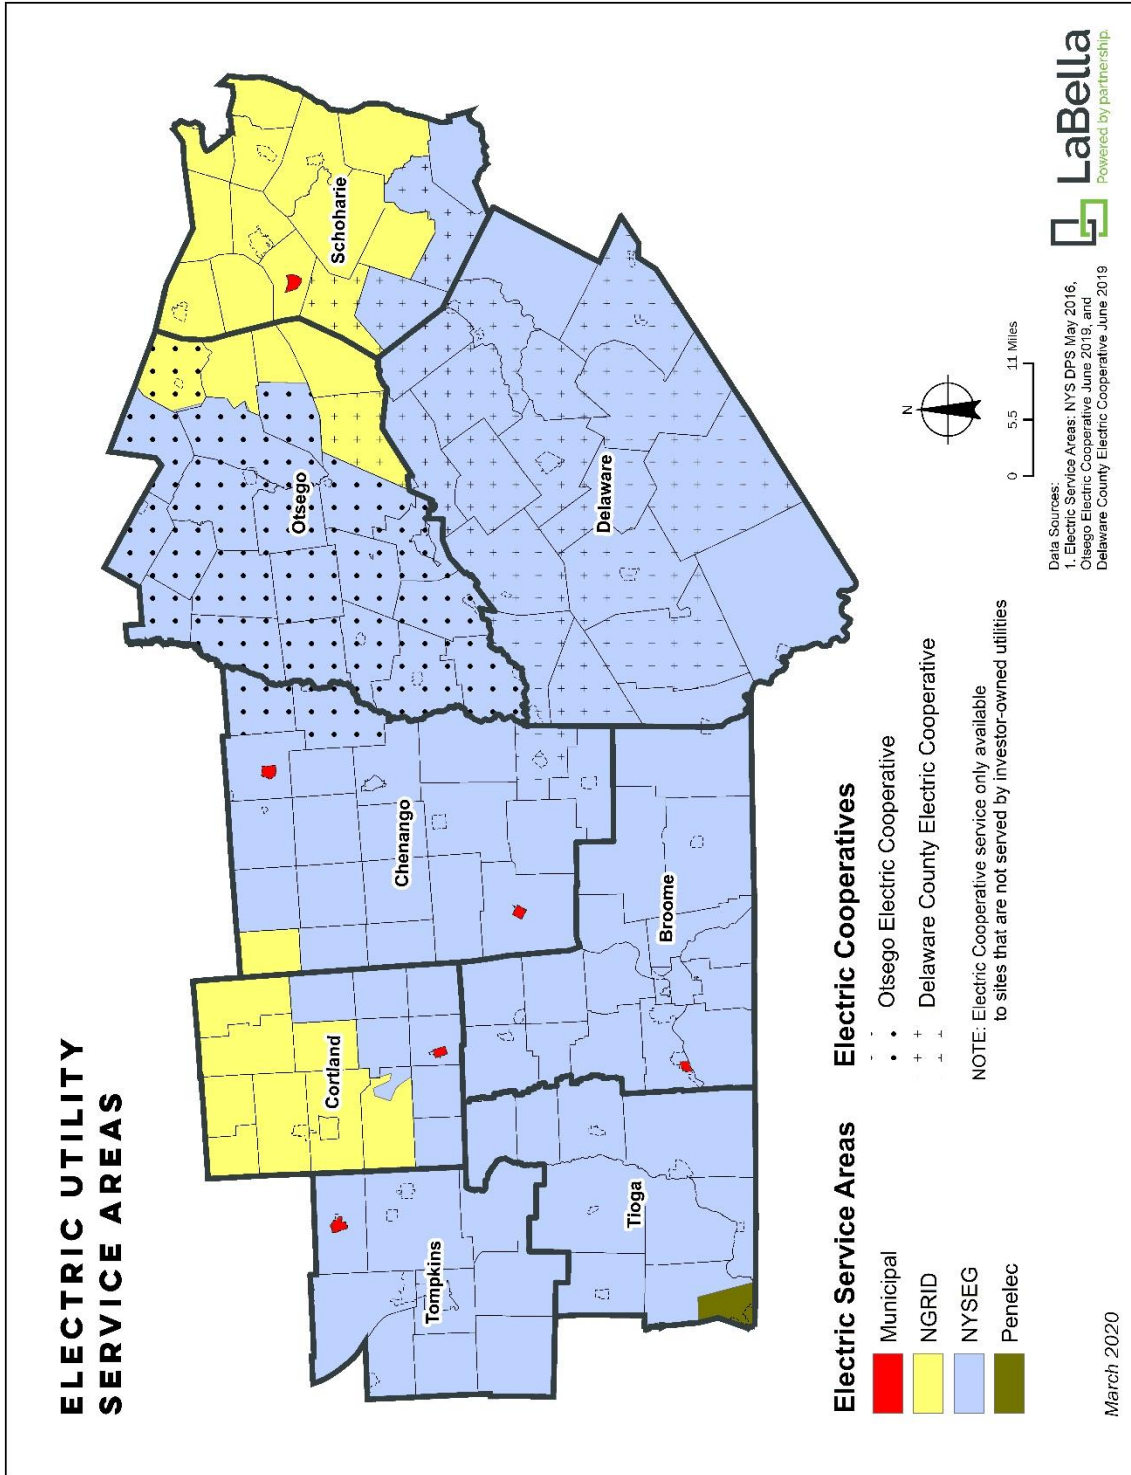 ELECTRIC UTILITY
SERVICE AREAS
Tompkins
Cortland
Chenango
Otsego
Schoharie
Tioga
Broome
Delaware
Electric Service Areas
Municipal
NGRID
NYSEG
Penelec
Electric Cooperatives
Otsego Electric Cooperative
Delaware County Electric Cooperative
NOTE: Electric Cooperative service only available
to sites that are not served by investor-owned utilities
N
0 5.5 11 Miles
Data Sources:
1. Electric Service Areas: NYS DPS May 2016,
Otsego Electric Cooperative June 2019, and
Delaware County Electric Cooperative June 2019
LaBella
Powered by partnership.
March 2020